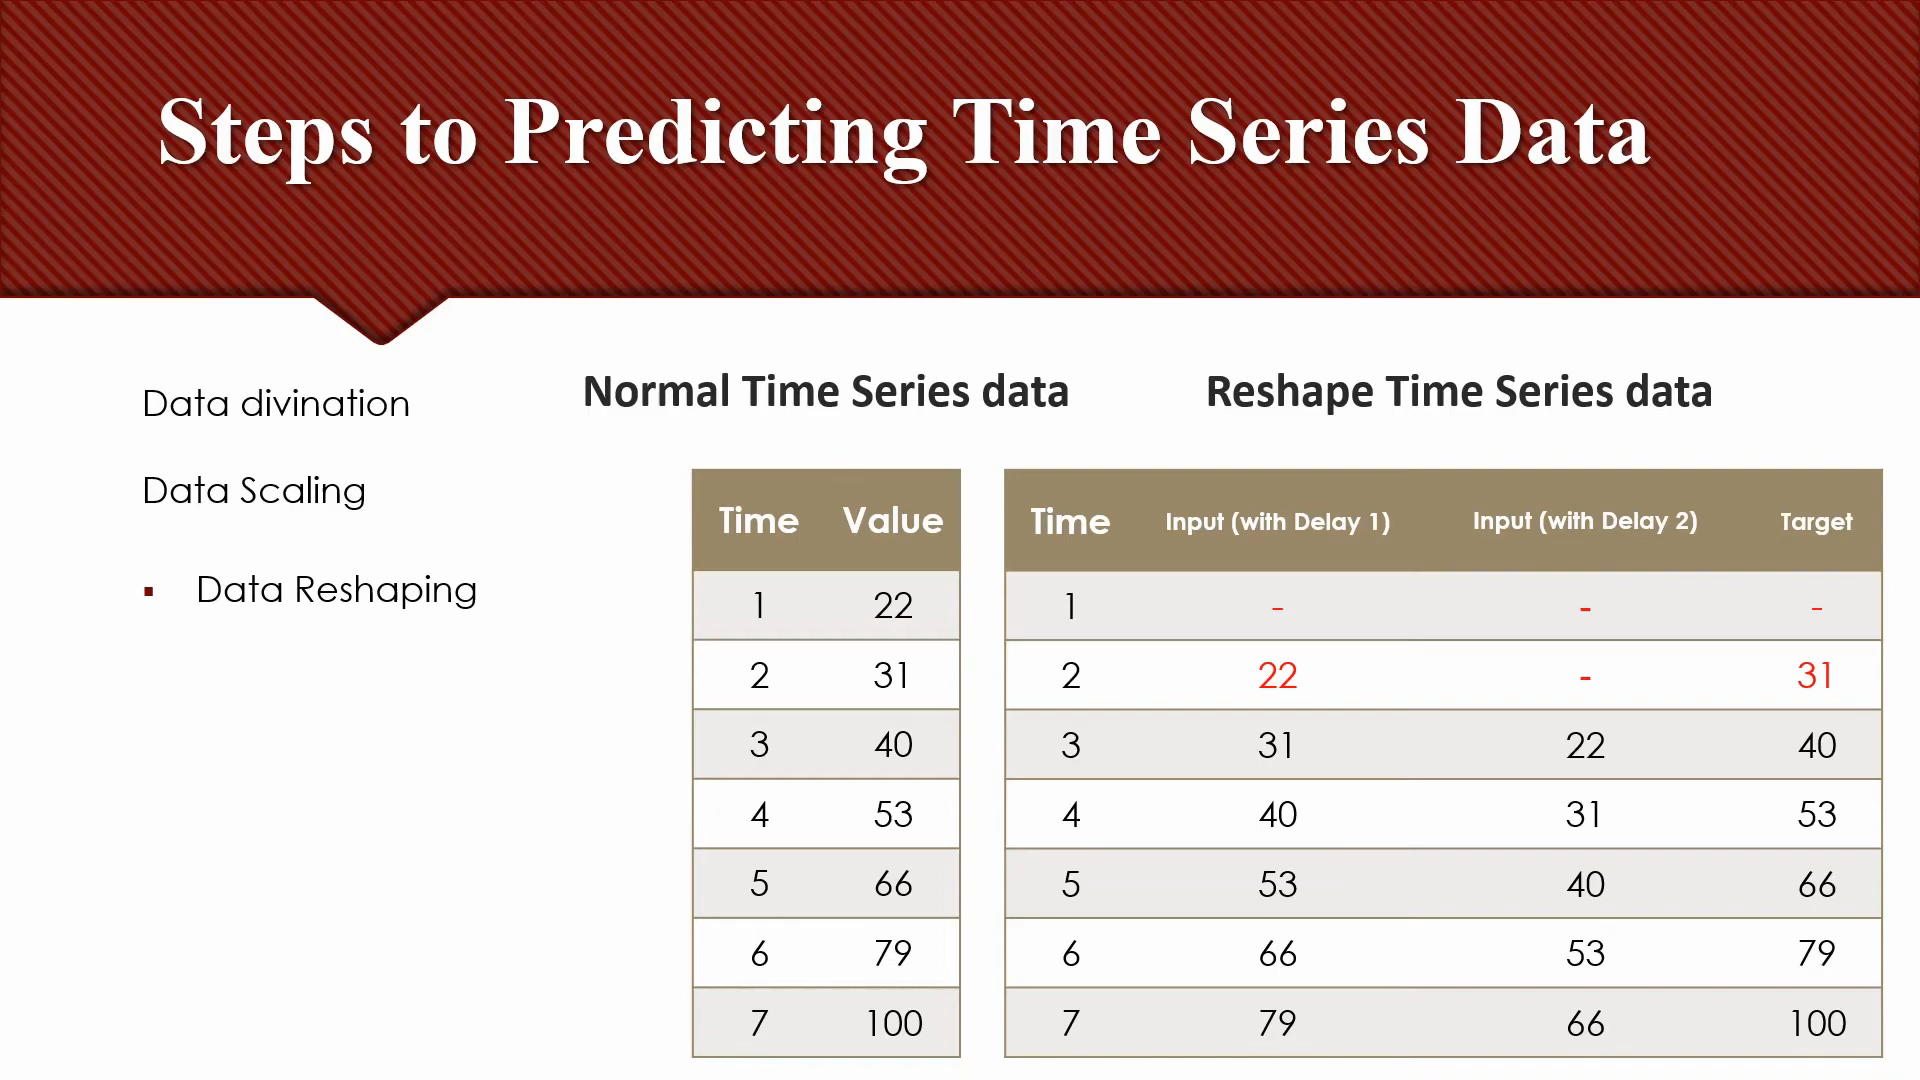 Steps to Predicting Time Series Data
Data divination
Data Scaling
▪ Data Reshaping
Normal Time Series data
Time Value
1 22
2 31
3 40
4 53
5 66
6 79
7 100
Reshape Time Series data
Time Input (with Delay 1) Input (with Delay 2) Target
1 - - -
2 22 - 31
3 31 22 40
4 40 31 53
5 53 40 66
6 66 53 79
7 79 66 100